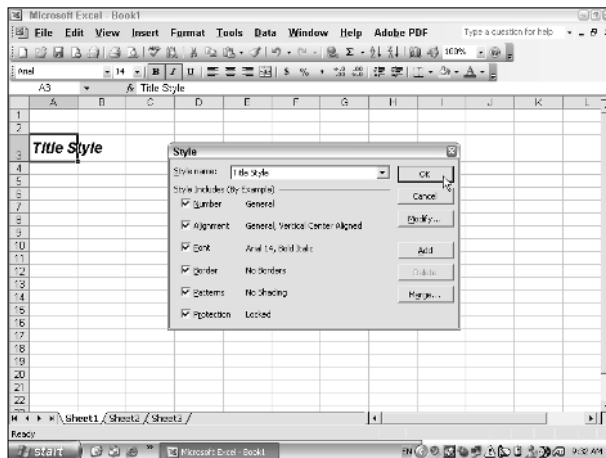 Microsoft Excel - Book1
File Edit View Insert Format Tools Data Window Help Adobe PDF Type a question for help
100%
Arial 14 B I U $ % ,
A3 fx Title Style
A B C D E F G H I J K L
1
2
3 Title Style
4
5
6
7
8
9
10
11
12
13
14
15
16
17
18
19
20
21
22
Style
Style name: Title Style OK
Style Includes (By Example) Cancel
Number General
Modify...
Alignment General, Vertical Center Aligned
Font Arial 14, Bold Italic Add
Border No Borders Delete
Patterns No Shading Merge...
Protection Locked
Sheet1 Sheet2 Sheet3
Ready
start Microsoft Excel - Book1 EN 9:32 AM